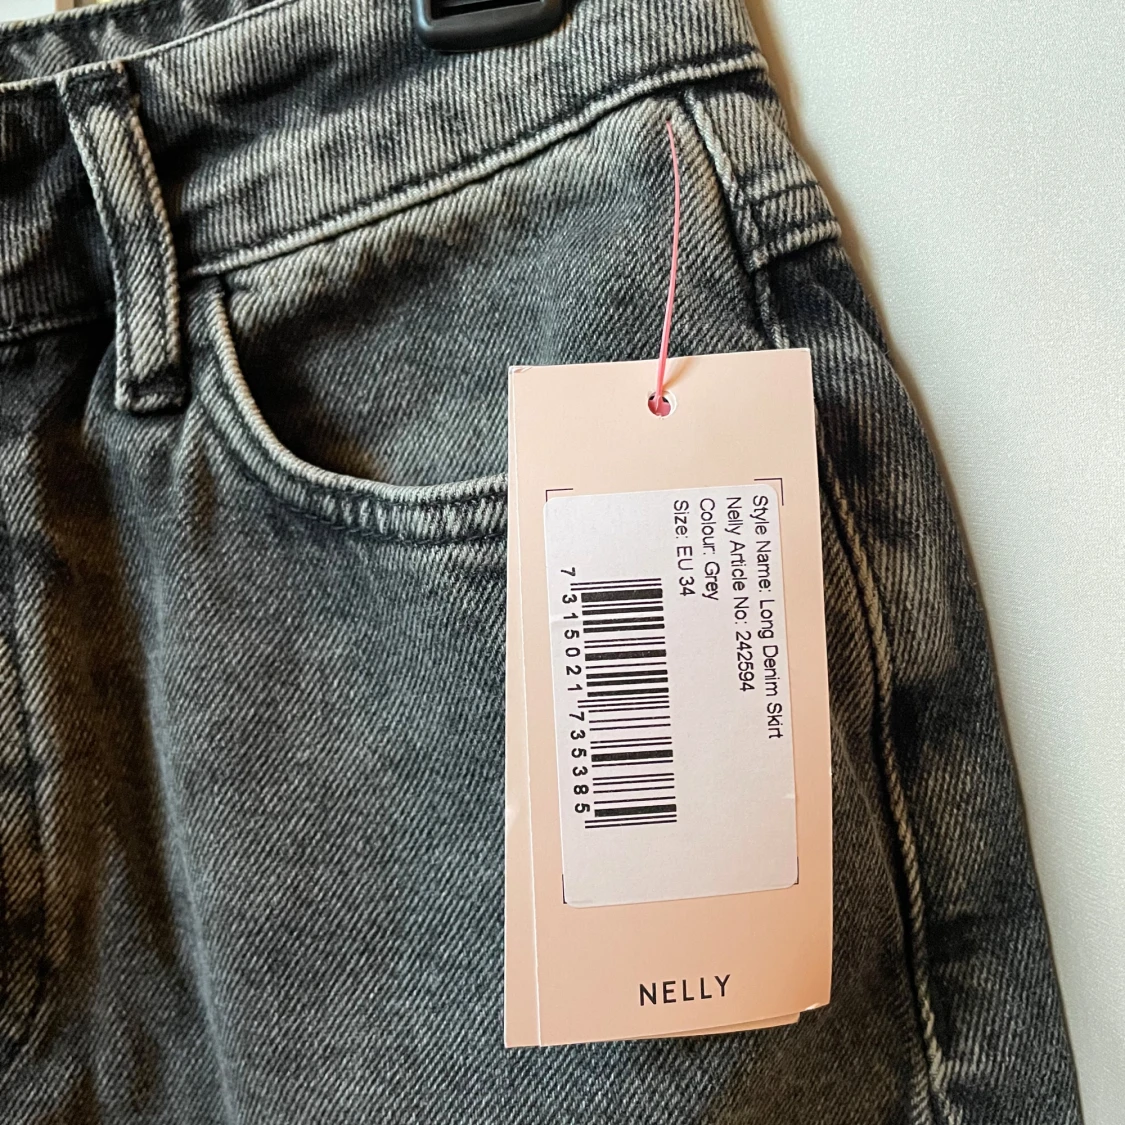 Style Name: Long Denim Skirt
Nelly Article No: 242594
Colour: Grey
Size: EU 34
7 315021 735385
NELLY